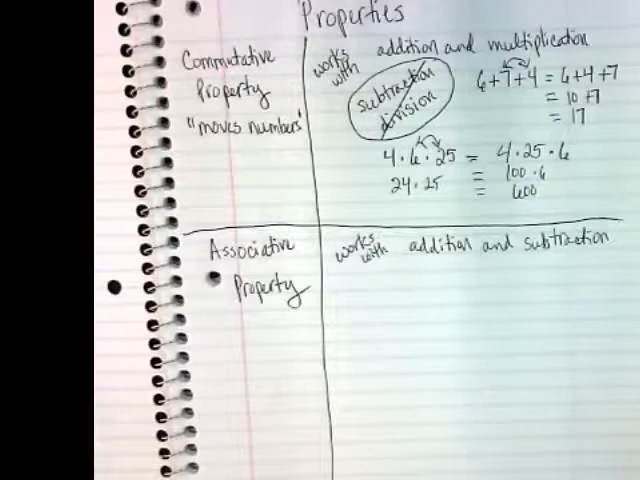 Properties
Commutative
Property
"moves numbers"
works with addition and multiplication
subtraction
division
6+7+4 = 6+4+7
= 10+7
= 17
4·6·25 = 4·25·6
24·25 = 100·6
= 600
Associative
Property
works with addition and subtraction